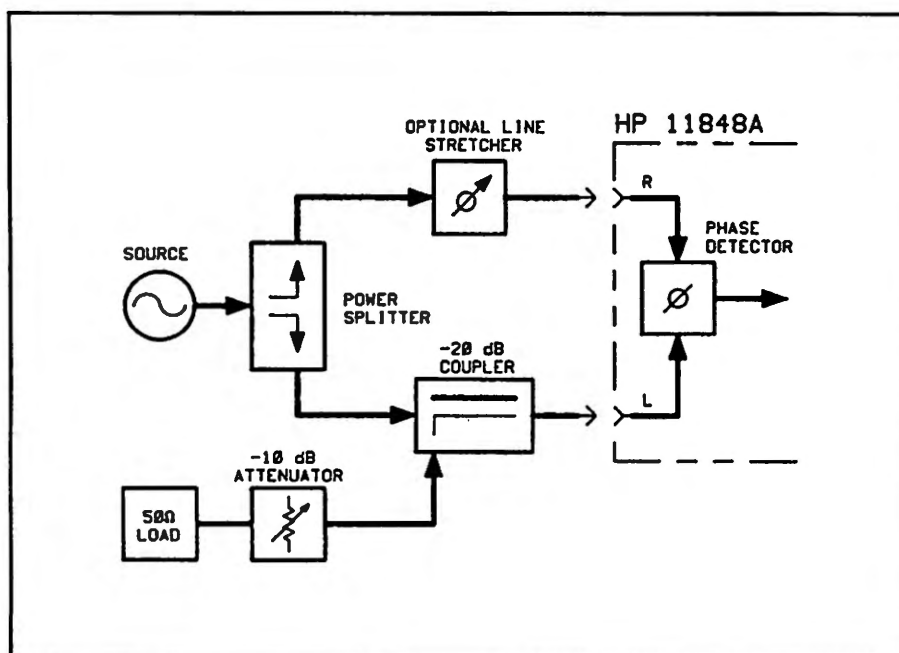 OPTIONAL LINE
STRETCHER
HP 11848A
R
PHASE
DETECTOR
SOURCE
POWER
SPLITTER
-20 dB
COUPLER
L
-10 dB
ATTENUATOR
50Ω
LOAD